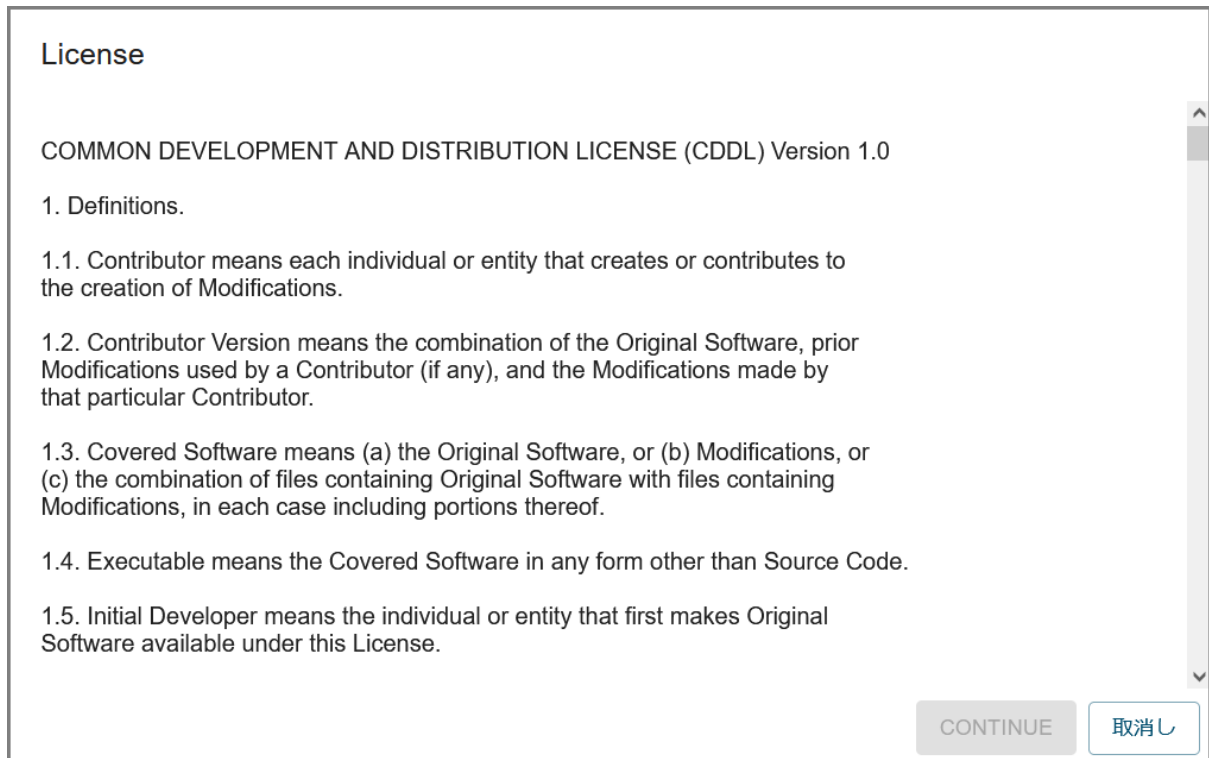 License
COMMON DEVELOPMENT AND DISTRIBUTION LICENSE (CDDL) Version 1.0
1. Definitions.
1.1. Contributor means each individual or entity that creates or contributes to
the creation of Modifications.
1.2. Contributor Version means the combination of the Original Software, prior
Modifications used by a Contributor (if any), and the Modifications made by
that particular Contributor.
1.3. Covered Software means (a) the Original Software, or (b) Modifications, or
(c) the combination of files containing Original Software with files containing
Modifications, in each case including portions thereof.
1.4. Executable means the Covered Software in any form other than Source Code.
1.5. Initial Developer means the individual or entity that first makes Original
Software available under this License.
CONTINUE 取消し